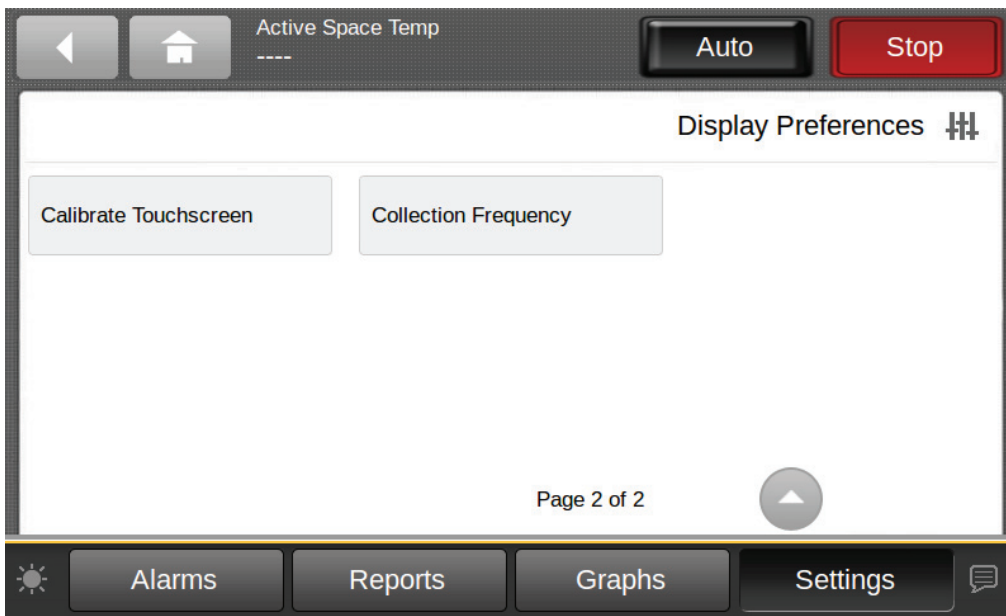 Active Space Temp
----
Auto
Stop
Display Preferences
Calibrate Touchscreen
Collection Frequency
Page 2 of 2
Alarms
Reports
Graphs
Settings